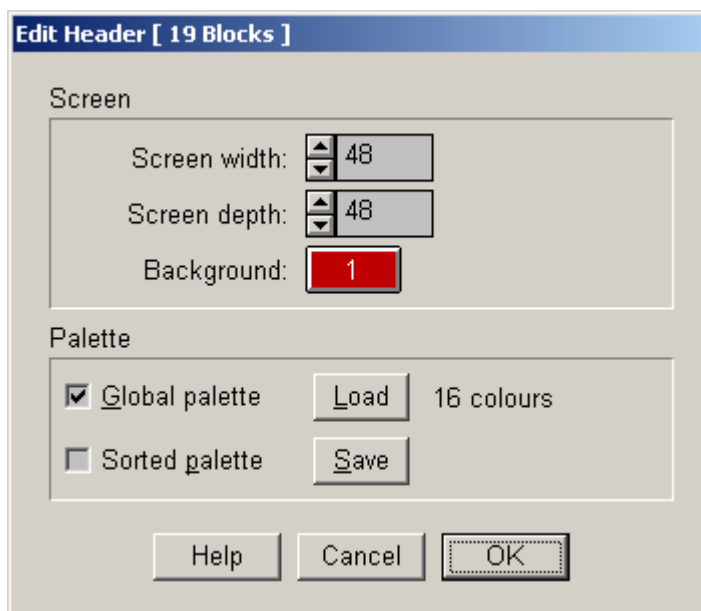 Edit Header [ 19 Blocks ]
Screen
Screen width: 48
Screen depth: 48
Background: 1
Palette
Global palette Load 16 colours
Sorted palette Save
Help Cancel OK